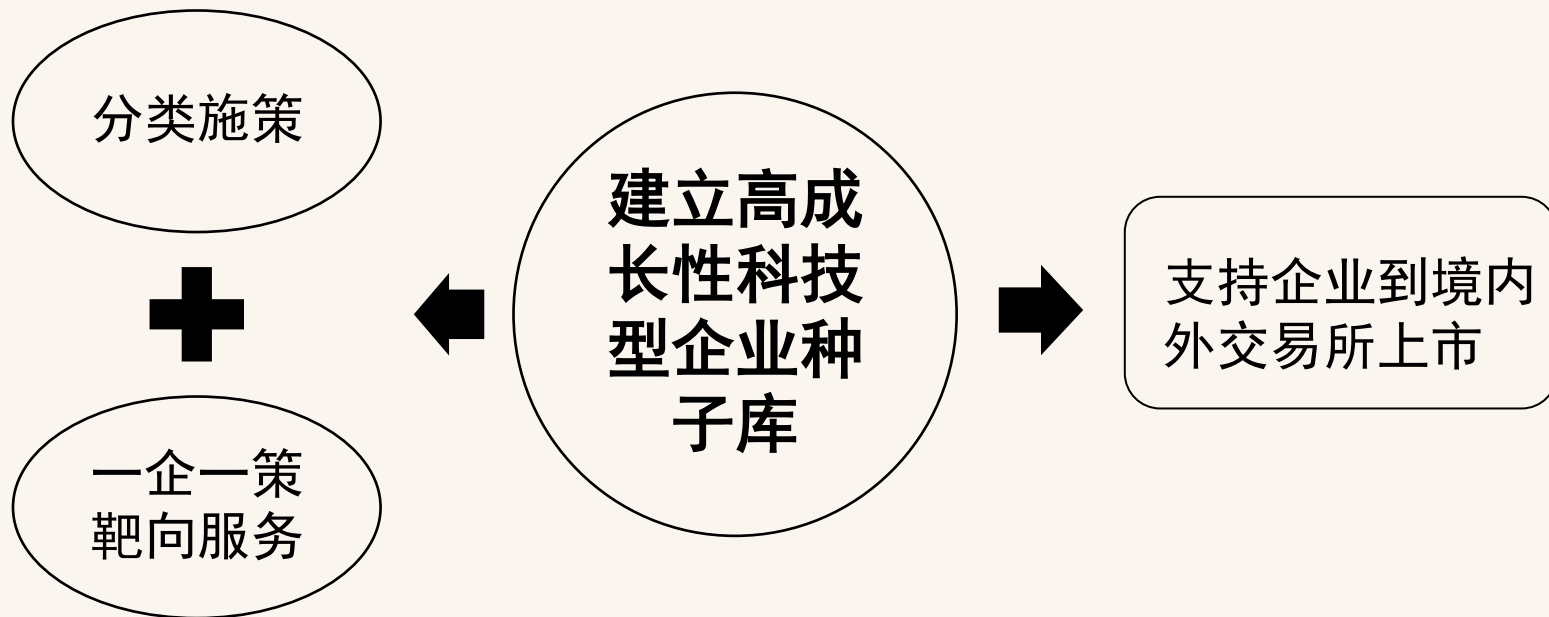 分类施策
一企一策
靶向服务
建立高成
长性科技
型企业种
子库
支持企业到境内
外交易所上市